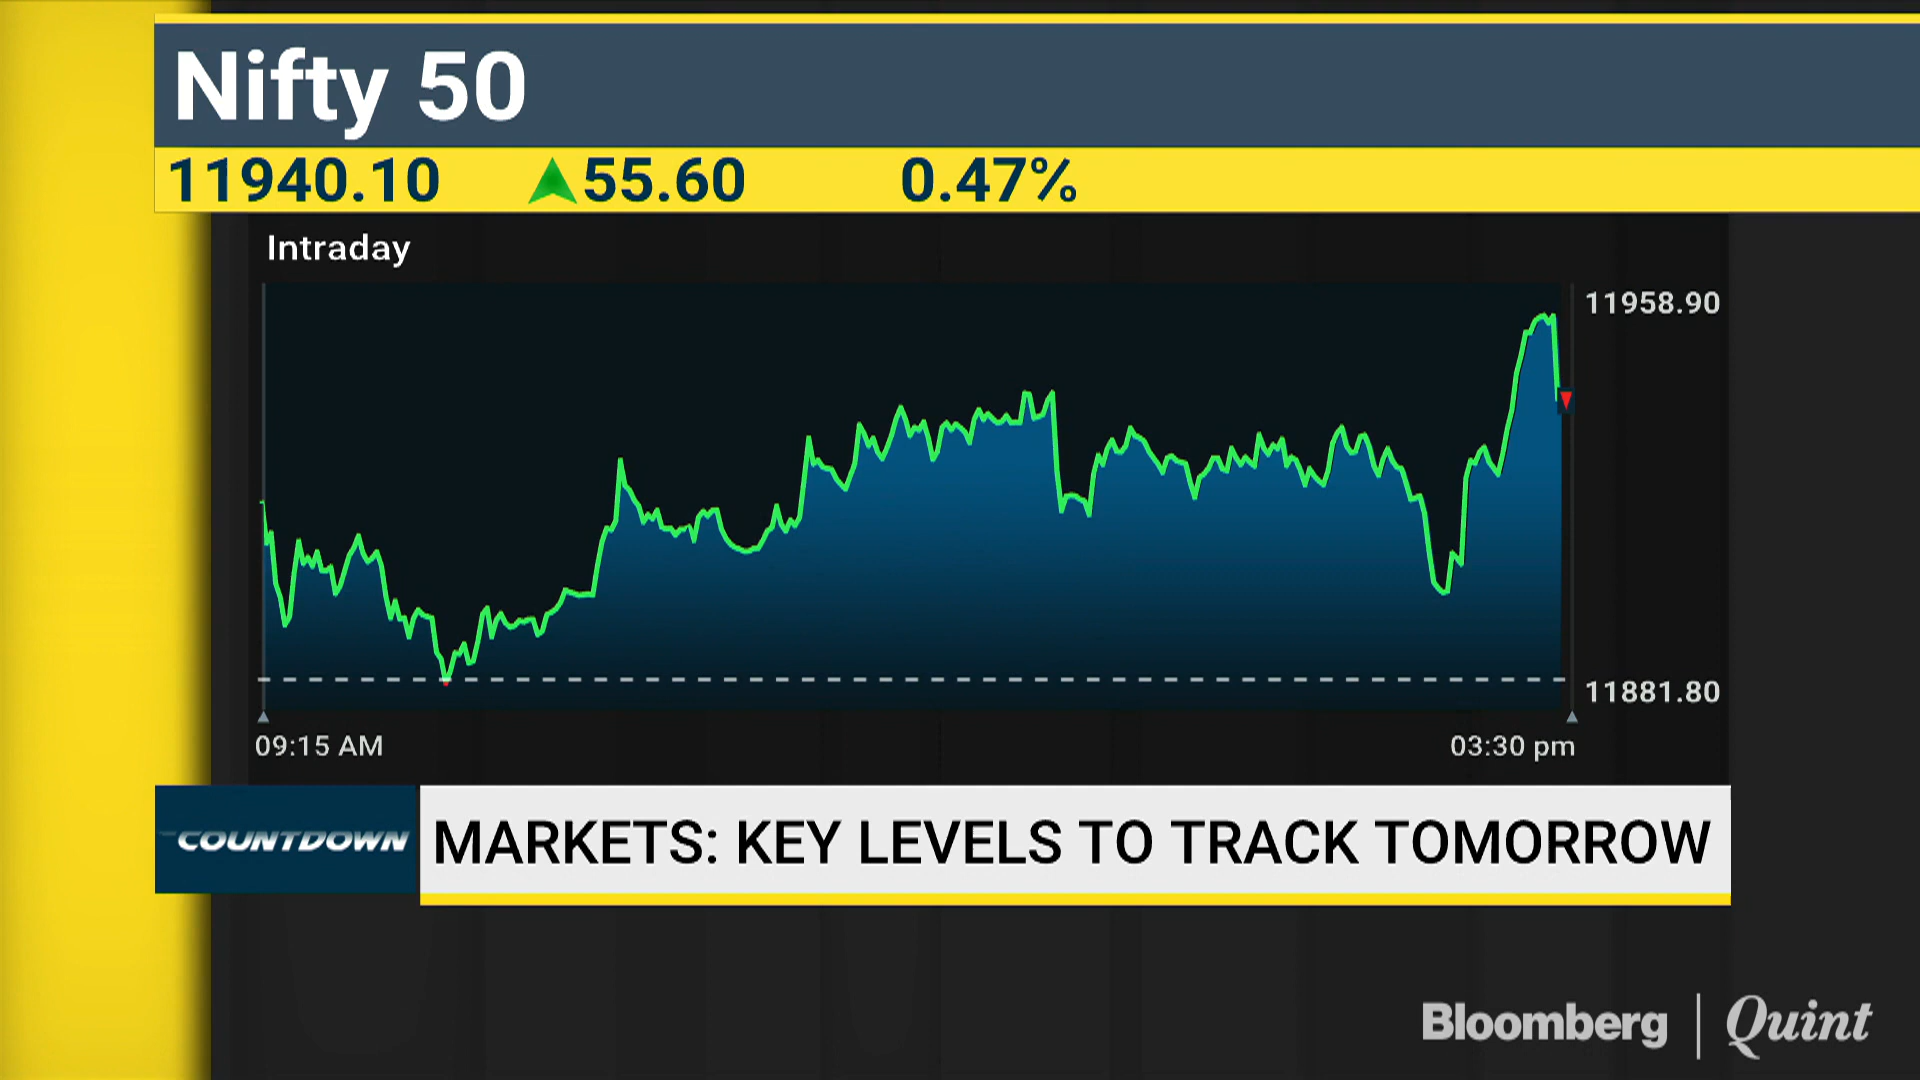 Nifty 50
11940.10 ▲55.60 0.47%
Intraday
11958.90
11881.80
09:15 AM 03:30 pm
COUNTDOWN MARKETS: KEY LEVELS TO TRACK TOMORROW
Bloomberg | Quint